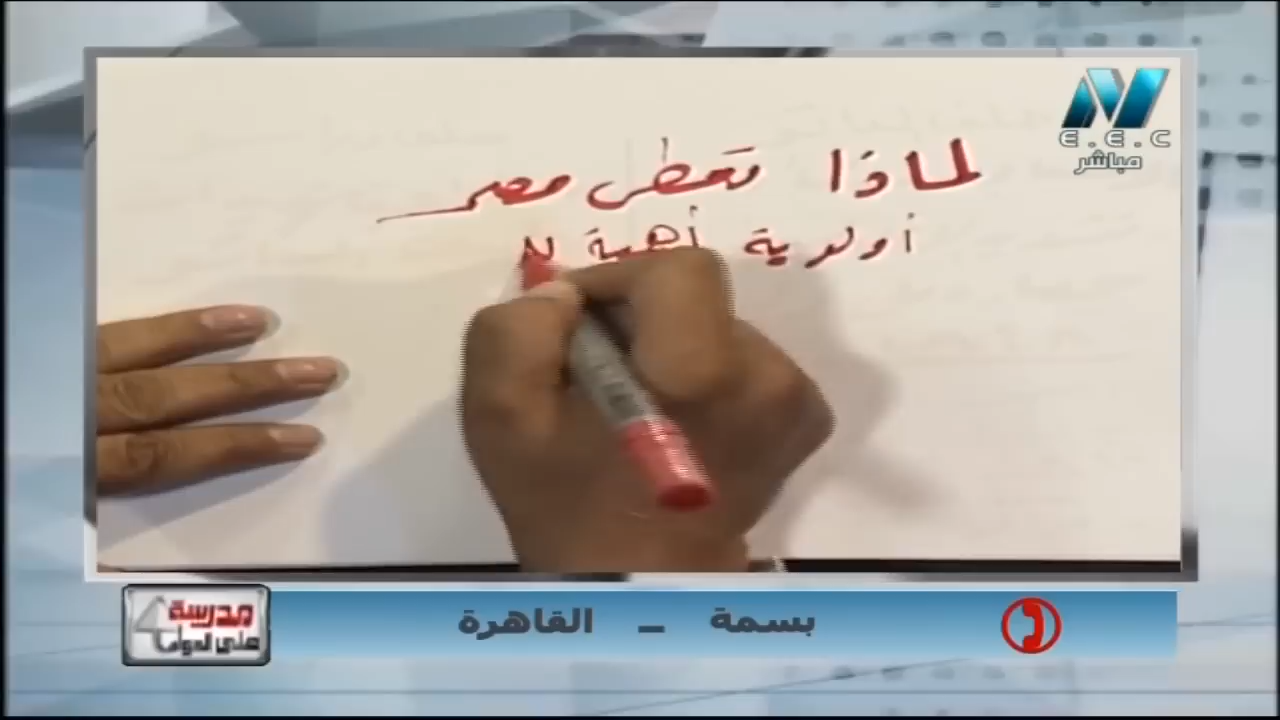 E.E.C
مباشر
لماذا تعطى مصر
أولوية أهمية
بسمة – القاهرة
مدرسة
على الهواء